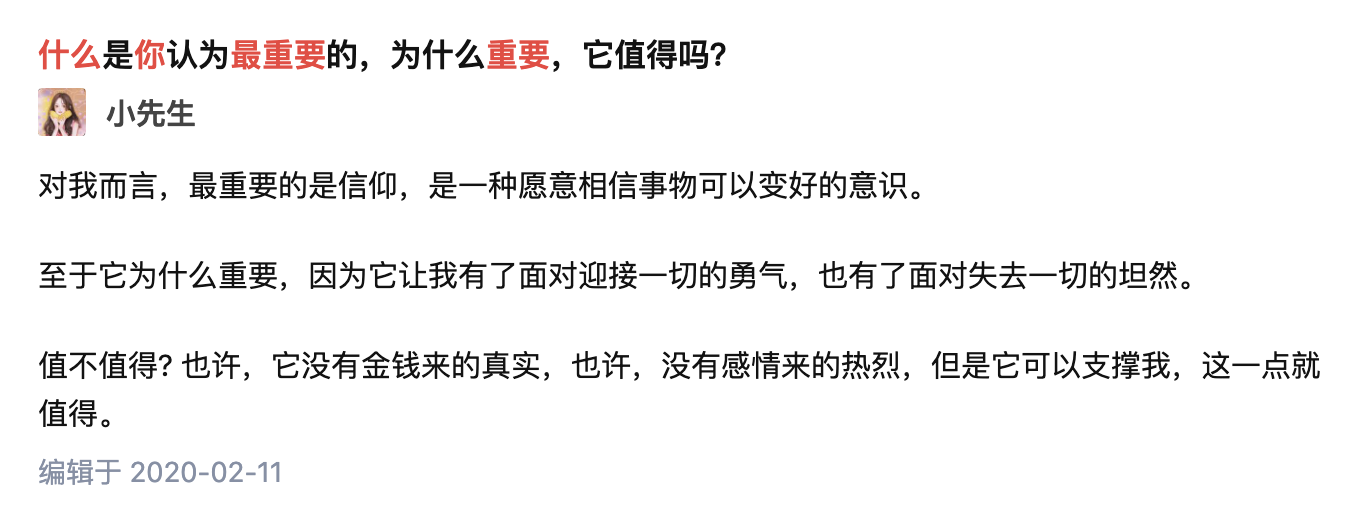 什么是你认为最重要的，为什么重要，它值得吗?
小先生
对我而言，最重要的是信仰，是一种愿意相信事物可以变好的意识。
至于它为什么重要，因为它让我有了面对迎接一切的勇气，也有了面对失去一切的坦然。
值不值得? 也许，它没有金钱来的真实，也许，没有感情来的热烈，但是它可以支撑我，这一点就
值得。
编辑于 2020-02-11